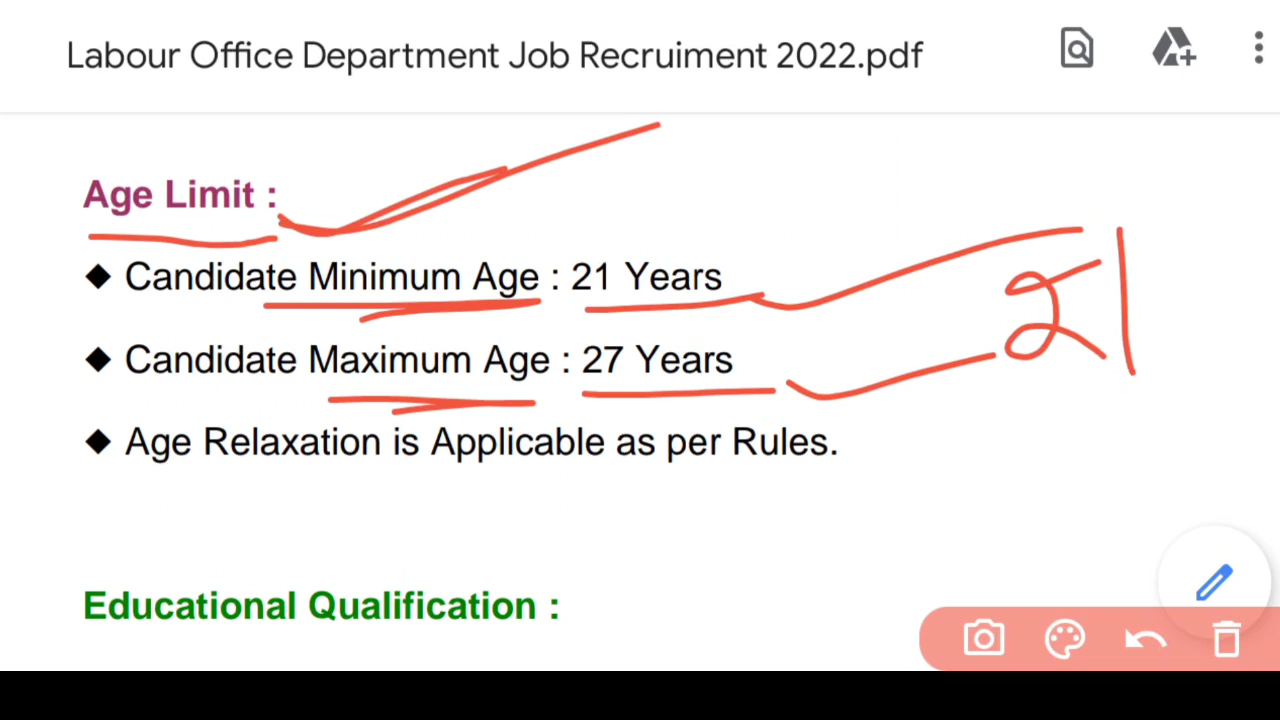 Labour Office Department Job Recruiment 2022.pdf
Age Limit :
◆ Candidate Minimum Age : 21 Years
21
◆ Candidate Maximum Age : 27 Years
◆ Age Relaxation is Applicable as per Rules.
Educational Qualification :